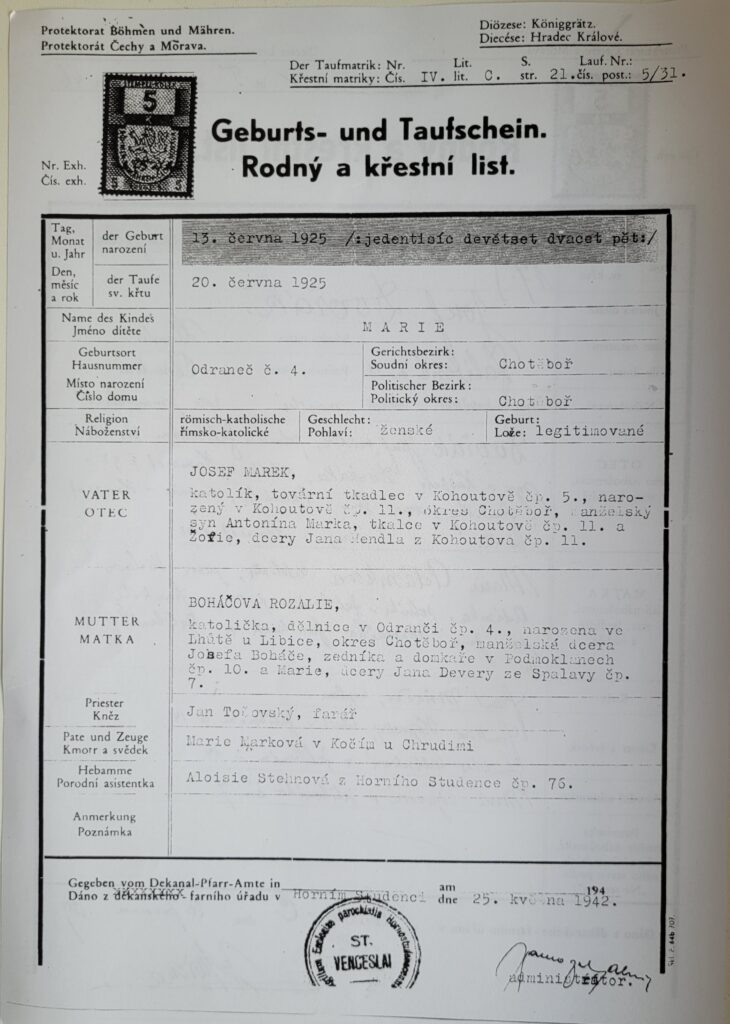 Protektorat Böhmen und Mähren.
Protektorát Čechy a Morava.
Diözese: Königgrätz.
Diecése: Hradec Králové.
Der Taufmatrik: Nr. Lit. S. Lauf. Nr.:
Křestní matriky: Čís. IV. lit. C. str. 21. čís. post.: 5/31.
5
5 5
Nr. Exh.
Čís. exh.
Geburts- und Taufschein.
Rodný a křestní list.
Tag, Monat u. Jahr
Den, měsíc a rok
der Geburt
narození
13. června 1925 /:jedentisíc devětset dvacet pět:/
der Taufe
sv. křtu
20. června 1925
Name des Kindes
Jméno dítěte
MARIE
Geburtsort
Hausnummer
Místo narození
Číslo domu
Odraneč č. 4.
Gerichtsbezirk:
Soudní okres: Chotěboř
Politischer Bezirk:
Politický okres: Chotěboř
Religion
Náboženství
römisch-katholische
římsko-katolické
Geschlecht:
Pohlaví: ženské
Geburt:
Lože: legitimované
VATER
OTEC
JOSEF MAREK,
katolík, tovární tkadlec v Kohoutově čp. 5., naro-
zený v Kohoutově čp. 11., okres Chotěboř, manželský
syn Antonína Marka, tkalce v Kohoutově čp. 11. a
Žofie, dcery Jana Hendla z Kohoutova čp. 11.
MUTTER
MATKA
BOHÁČOVA ROZALIE,
katolička, dělnice v Odranči čp. 4., narozena ve
Lhůtě u Libice, okres Chotěboř, manželská dcera
Josefa Boháče, zedníka a domkaře v Podmoklanech
čp. 10. a Marie, dcery Jana Devery ze Spalavy čp.
7.
Priester
Kněz
Jan Tošovský, farář
Pate und Zeuge
Kmotr a svědek
Marie Marková v Kočím u Chrudimi
Hebamme
Porodní asistentka
Aloisie Stehnová z Horního Studence čp. 76.
Anmerkung
Poznámka
Gegeben vom Dekanal-Pfarr-Amte in am 194
Dáno z děkanského - farního úřadu v Horním Studenci dne 25. května 1942.
ST.
VENCESLAI
administrátor.